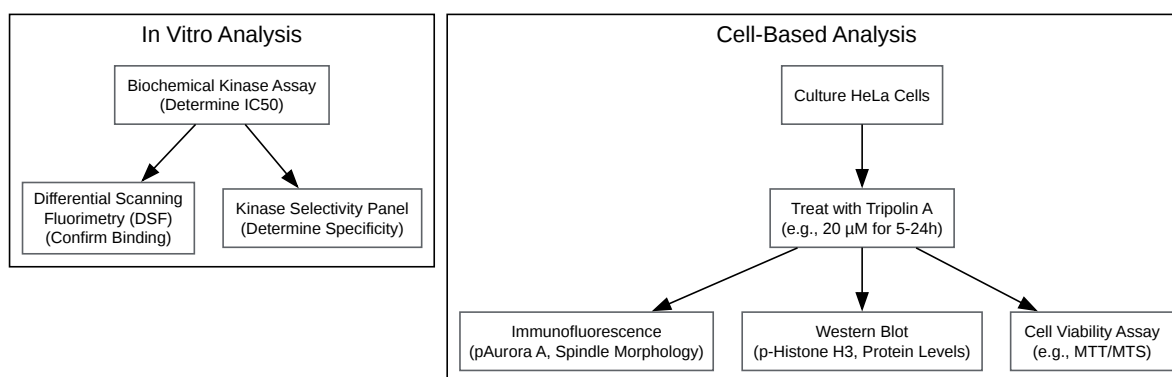 In Vitro Analysis
Biochemical Kinase Assay
(Determine IC50)
Differential Scanning
Fluorimetry (DSF)
(Confirm Binding)
Kinase Selectivity Panel
(Determine Specificity)
Cell-Based Analysis
Culture HeLa Cells
Treat with Tripolin A
(e.g., 20 µM for 5-24h)
Immunofluorescence
(pAurora A, Spindle Morphology)
Western Blot
(p-Histone H3, Protein Levels)
Cell Viability Assay
(e.g., MTT/MTS)